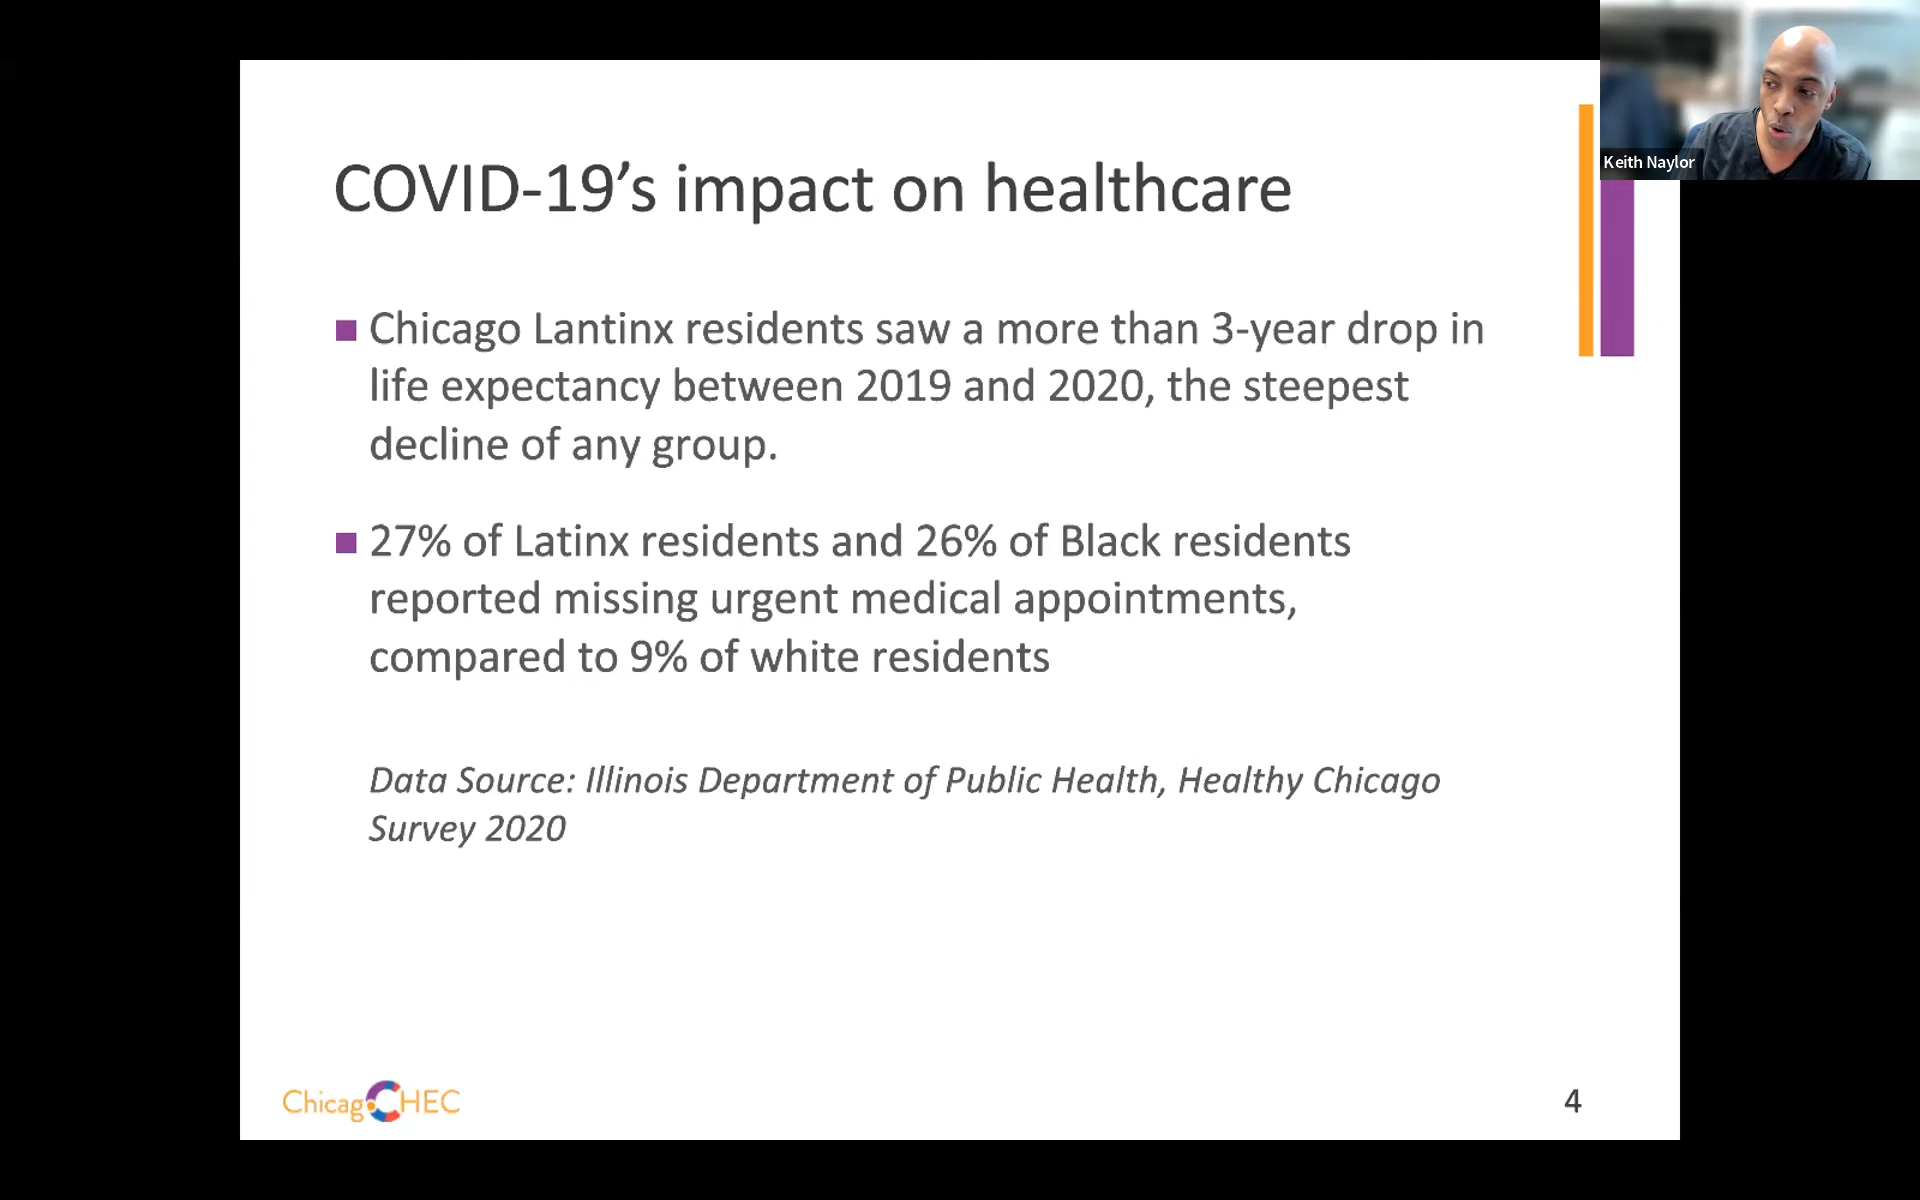 Keith Naylor
COVID-19’s impact on healthcare
Chicago Lantinx residents saw a more than 3-year drop in
life expectancy between 2019 and 2020, the steepest
decline of any group.
27% of Latinx residents and 26% of Black residents
reported missing urgent medical appointments,
compared to 9% of white residents
Data Source: Illinois Department of Public Health, Healthy Chicago
Survey 2020
ChicagoCHEC
4